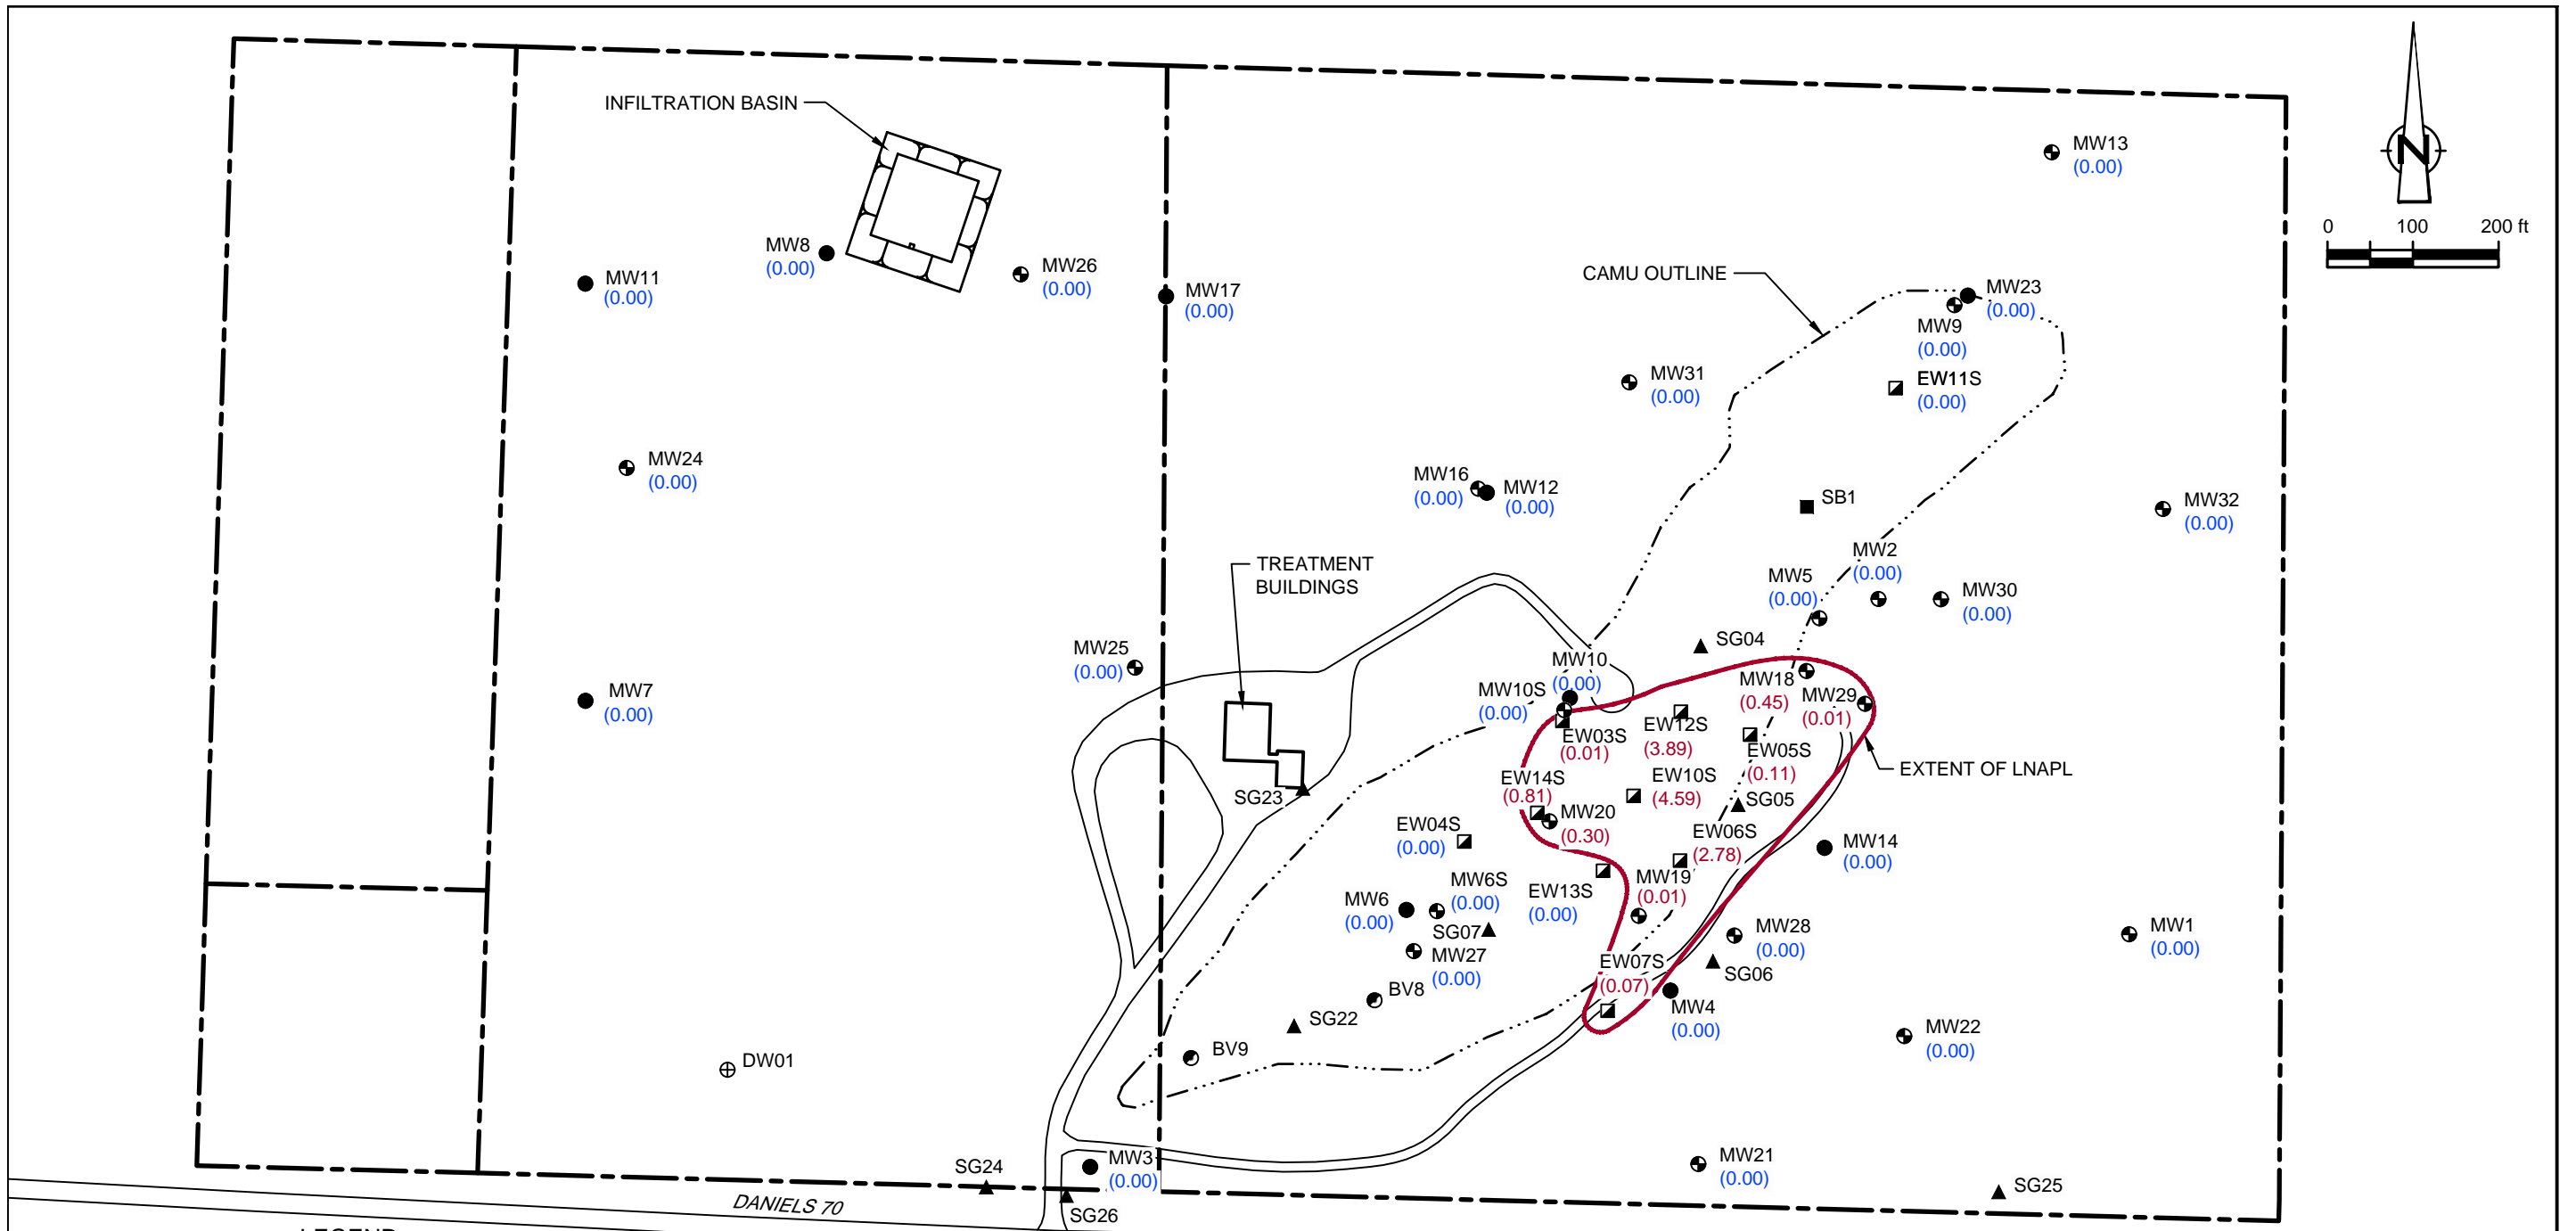 INFILTRATION BASIN
MW13
(0.00)
N
0 100 200 ft
MW8
(0.00)
MW26
(0.00)
MW11
(0.00)
MW17
(0.00)
CAMU OUTLINE
MW23
(0.00)
MW9
(0.00)
MW31
(0.00)
EW11S
(0.00)
MW24
(0.00)
MW16
(0.00)
MW12
(0.00)
SB1
MW32
(0.00)
TREATMENT
BUILDINGS
MW2
(0.00)
MW5
(0.00)
MW30
(0.00)
MW25
(0.00)
SG04
MW10
(0.00)
MW10S
(0.00)
MW7
(0.00)
MW18
(0.45)
MW29
(0.01)
EW03S
(0.01)
EW12S
(3.89)
EW05S
(0.11)
EXTENT OF LNAPL
EW14S
(0.81)
EW10S
(4.59)
SG23
SG05
MW20
(0.30)
EW04S
(0.00)
EW06S
(2.78)
MW14
(0.00)
MW6S
(0.00)
MW6
(0.00)
EW13S
(0.00)
MW19
(0.01)
SG07
MW27
(0.00)
MW28
(0.00)
MW1
(0.00)
EW07S
(0.07)
SG06
BV8
MW4
(0.00)
SG22
MW22
(0.00)
BV9
DW01
MW3
(0.00)
MW21
(0.00)
SG24
SG25
DANIELS 70
SG26
LEGEND